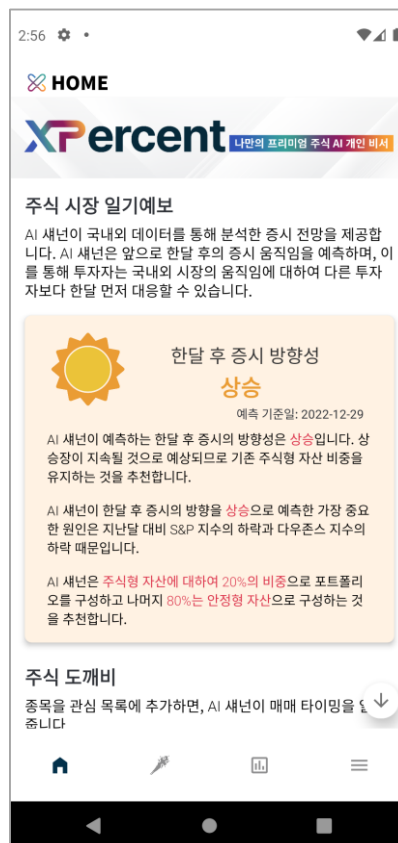 2:56
HOME
XPercent 나만의 프리미엄 주식 AI 개인 비서
주식 시장 일기예보
AI 섀넌이 국내외 데이터를 통해 분석한 증시 전망을 제공합
니다. AI 섀넌은 앞으로 한달 후의 증시 움직임을 예측하며, 이
를 통해 투자자는 국내외 시장의 움직임에 대하여 다른 투자
자보다 한달 먼저 대응할 수 있습니다.
한달 후 증시 방향성
상승
예측 기준일: 2022-12-29
AI 섀넌이 예측하는 한달 후 증시의 방향성은 상승입니다. 상
승장이 지속될 것으로 예상되므로 기존 주식형 자산 비중을
유지하는 것을 추천합니다.
AI 섀넌이 한달 후 증시의 방향을 상승으로 예측한 가장 중요
한 원인은 지난달 대비 S&P 지수의 하락과 다우존스 지수의
하락 때문입니다.
AI 섀넌은 주식형 자산에 대하여 20%의 비중으로 포트폴리
오를 구성하고 나머지 80%는 안정형 자산으로 구성하는 것
을 추천합니다.
주식 도깨비
종목을 관심 목록에 추가하면, AI 섀넌이 매매 타이밍을
줍니다